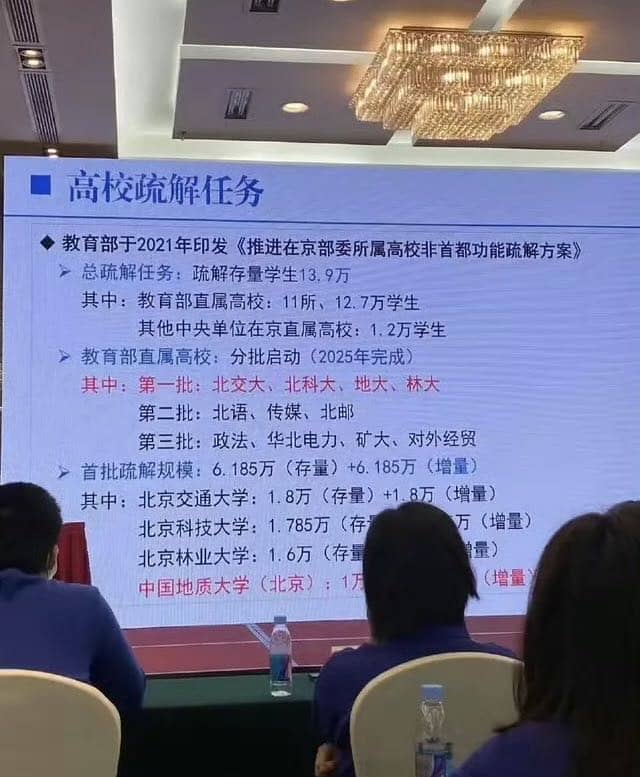 高校疏解任务
教育部于2021年印发《推进在京部委所属高校非首都功能疏解方案》
总疏解任务：疏解存量学生13.9万
其中：教育部直属高校：11所、12.7万学生
其他中央单位在京直属高校：1.2万学生
教育部直属高校：分批启动（2025年完成）
其中：第一批：北交大、北科大、地大、林大
第二批：北语、传媒、北邮
第三批：政法、华北电力、矿大、对外经贸
首批疏解规模：6.185万（存量）+6.185万（增量）
其中：北京交通大学：1.8万（存量）+1.8万（增量）
北京科技大学：1.785万（存 万（增量）
北京林业大学：1.6万（存量 增量）
中国地质大学（北京）：1万 （增量）